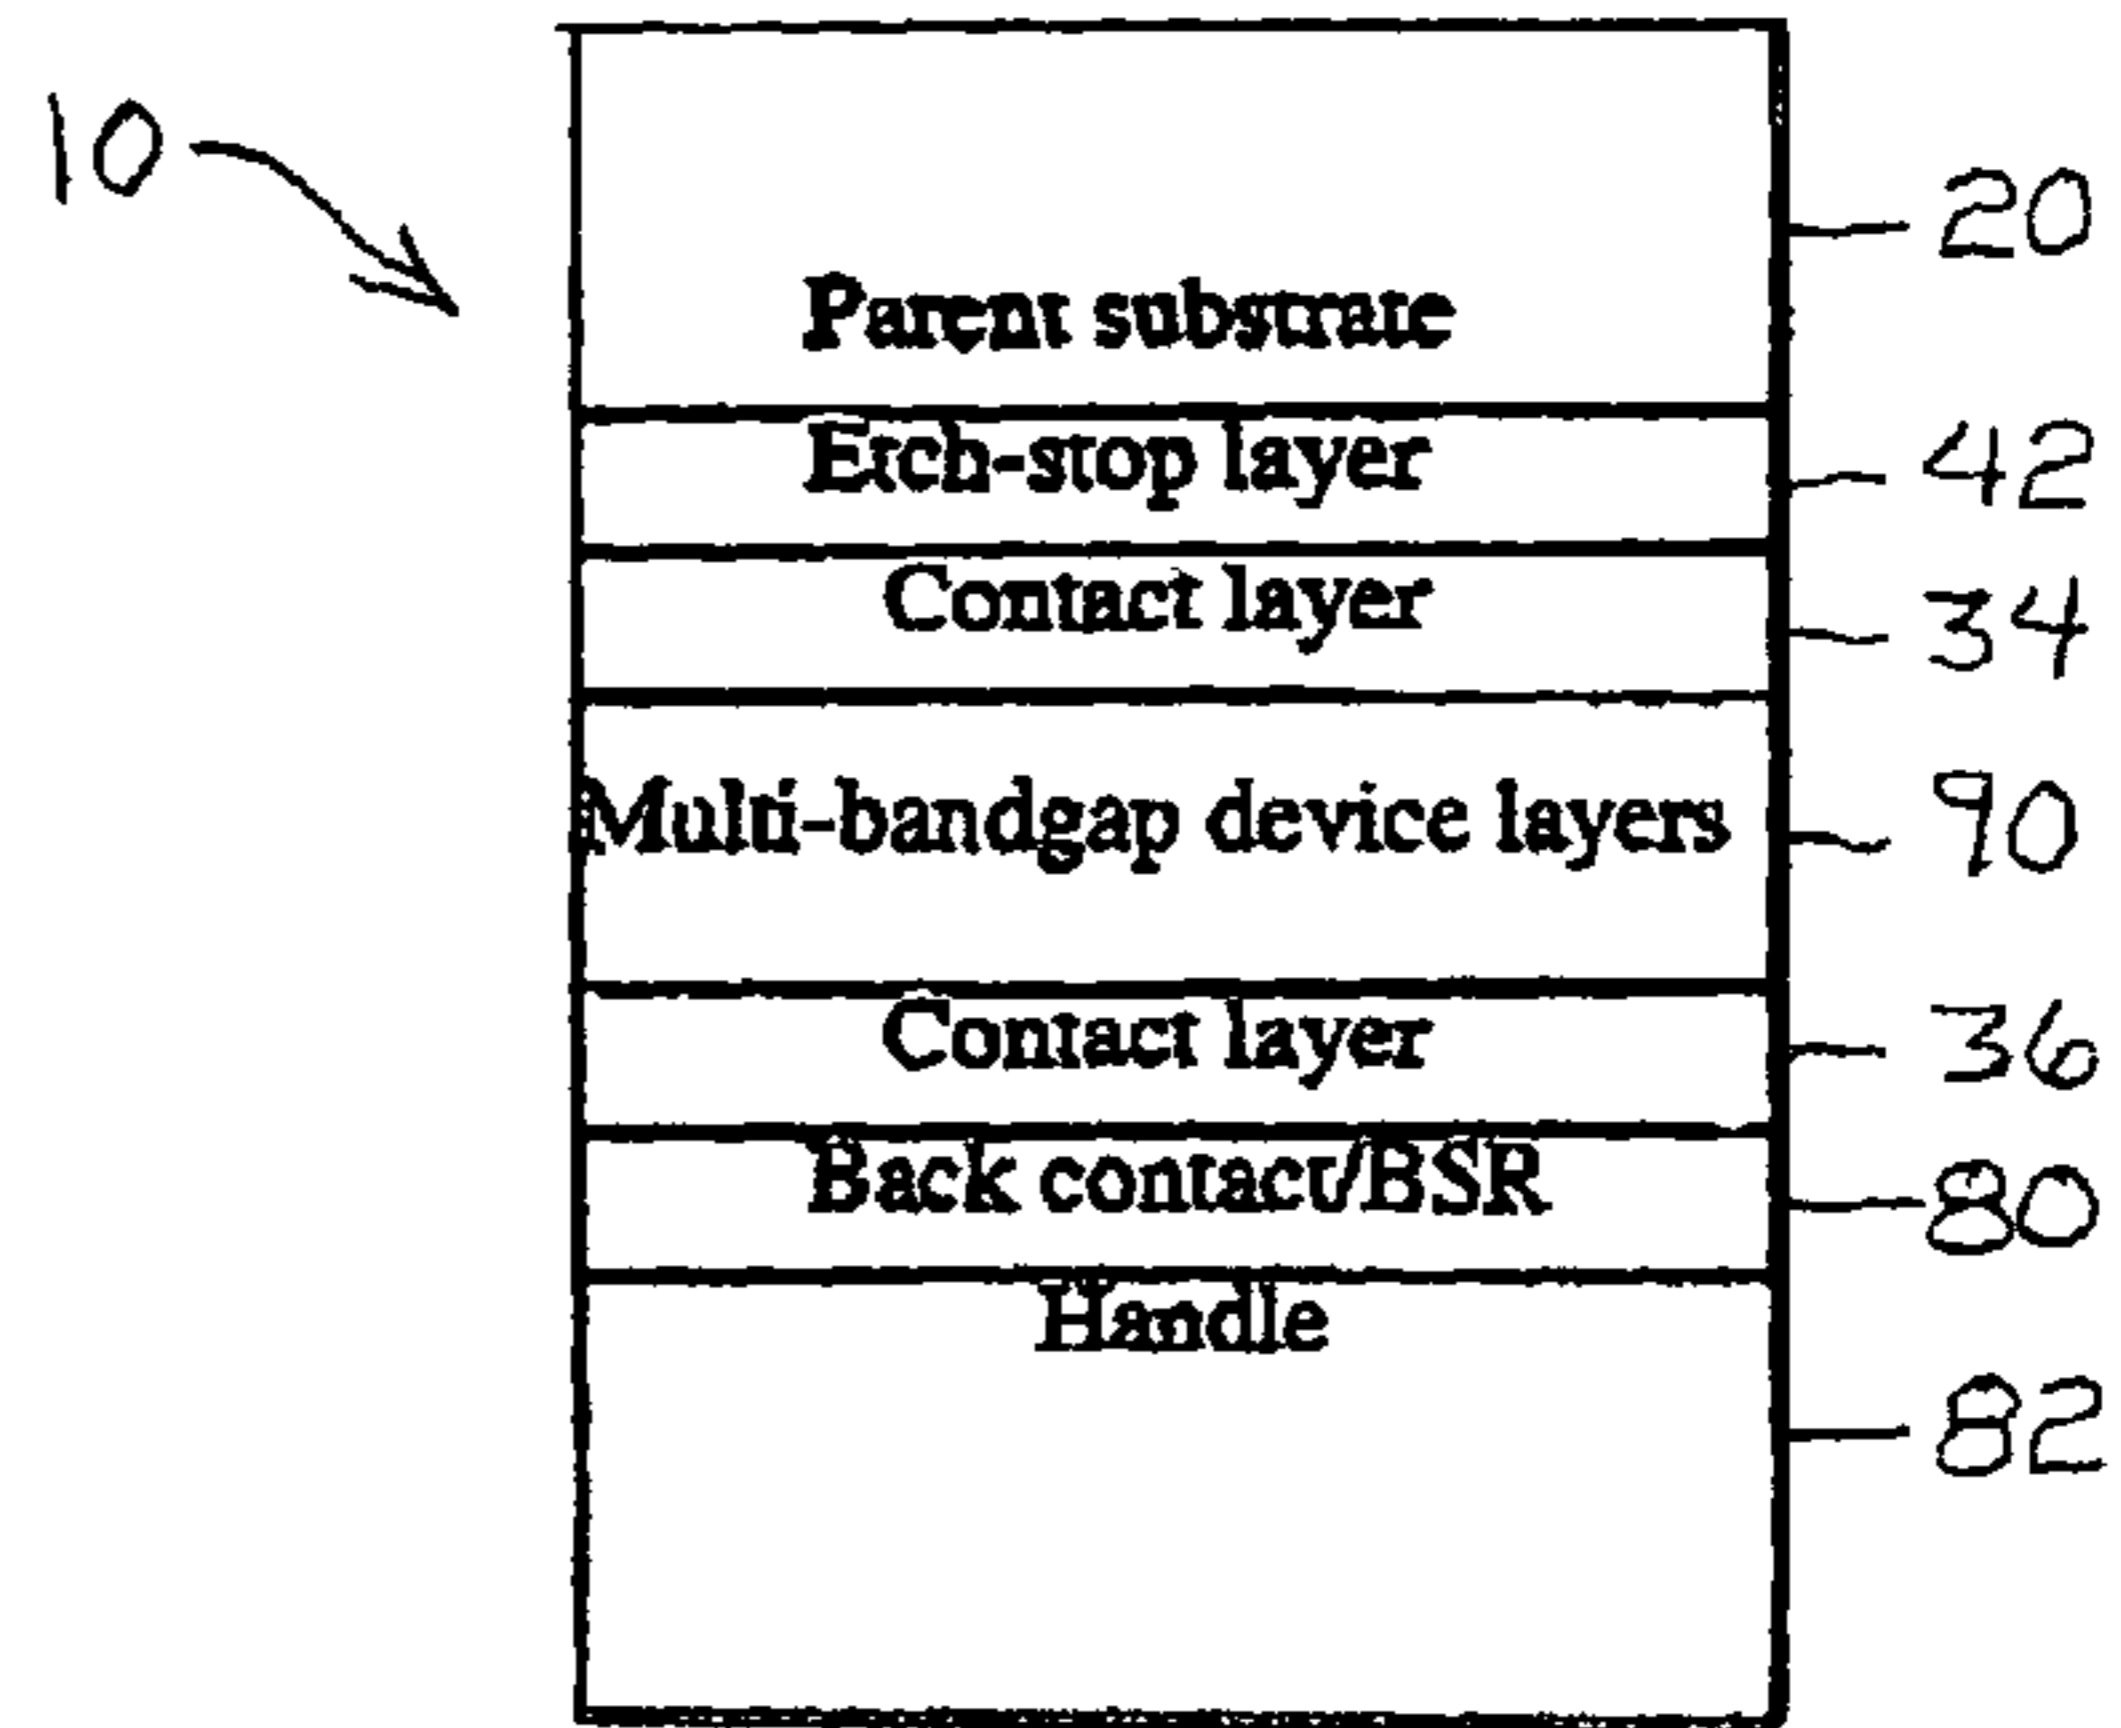 10
20
Parent substrate
Etch-stop layer
42
Contact layer
34
Multi-bandgap device layers
90
Contact layer
36
Back contact/BSR
80
Handle
82